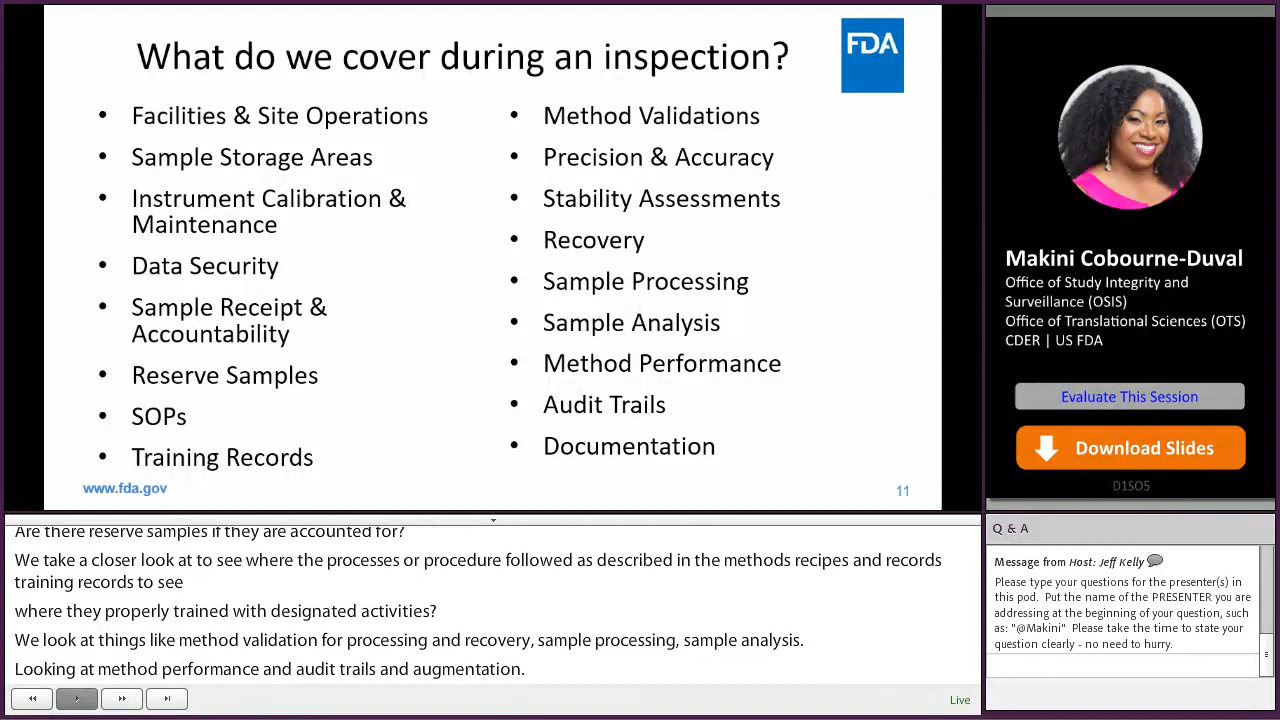 What do we cover during an inspection?
FDA
• Facilities & Site Operations
• Sample Storage Areas
• Instrument Calibration &
Maintenance
• Data Security
• Sample Receipt &
Accountability
• Reserve Samples
• SOPs
• Training Records
• Method Validations
• Precision & Accuracy
• Stability Assessments
• Recovery
• Sample Processing
• Sample Analysis
• Method Performance
• Audit Trails
• Documentation
www.fda.gov
11
Makini Cobourne-Duval
Office of Study Integrity and
Surveillance (OSIS)
Office of Translational Sciences (OTS)
CDER | US FDA
Evaluate This Session
Download Slides
D1SO5
Are there reserve samples if they are accounted for?
We take a closer look at to see where the processes or procedure followed as described in the methods recipes and records
training records to see
where they properly trained with designated activities?
We look at things like method validation for processing and recovery, sample processing, sample analysis.
Looking at method performance and audit trails and augmentation.
Live
Q & A
Message from Host: Jeff Kelly
Please type your questions for the presenter(s) in
this pod. Put the name of the PRESENTER you are
addressing at the beginning of your question, such
as: "@Makini" Please take the time to state your
question clearly - no need to hurry.